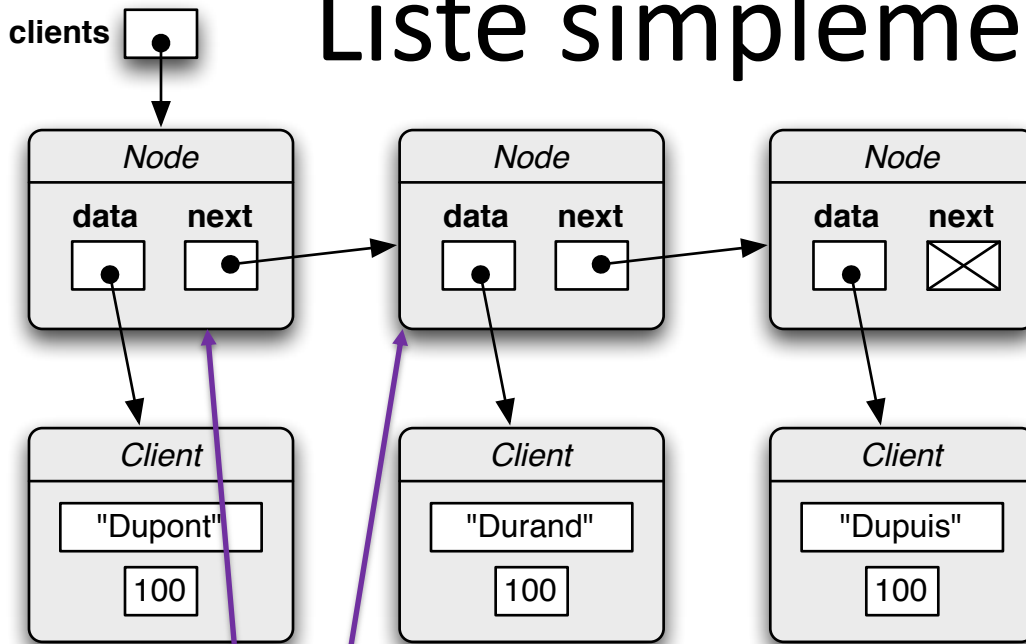 Liste simpleme
clients
Node Node Node
data next data next data next
Client Client Client
"Dupont" "Durand" "Dupuis"
100 100 100